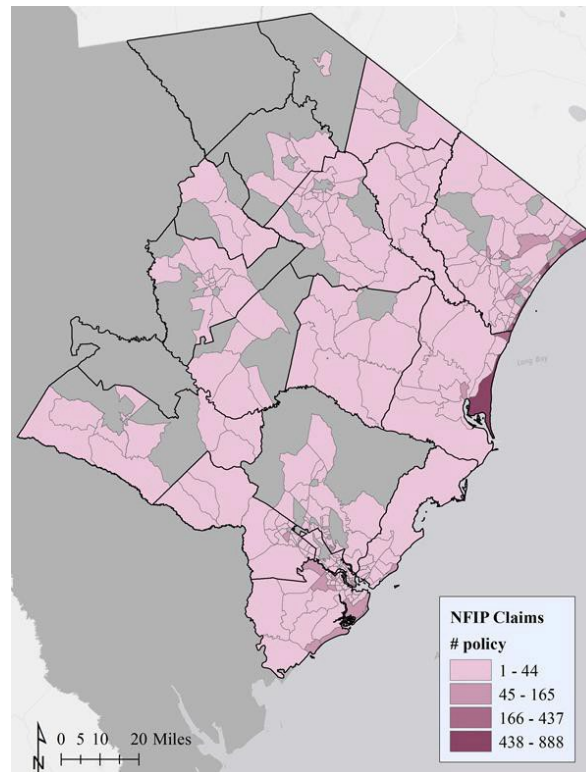 Long Bay
NFIP Claims
# policy
1 - 44
45 - 165
166 - 437
438 - 888
N
0 5 10 20 Miles